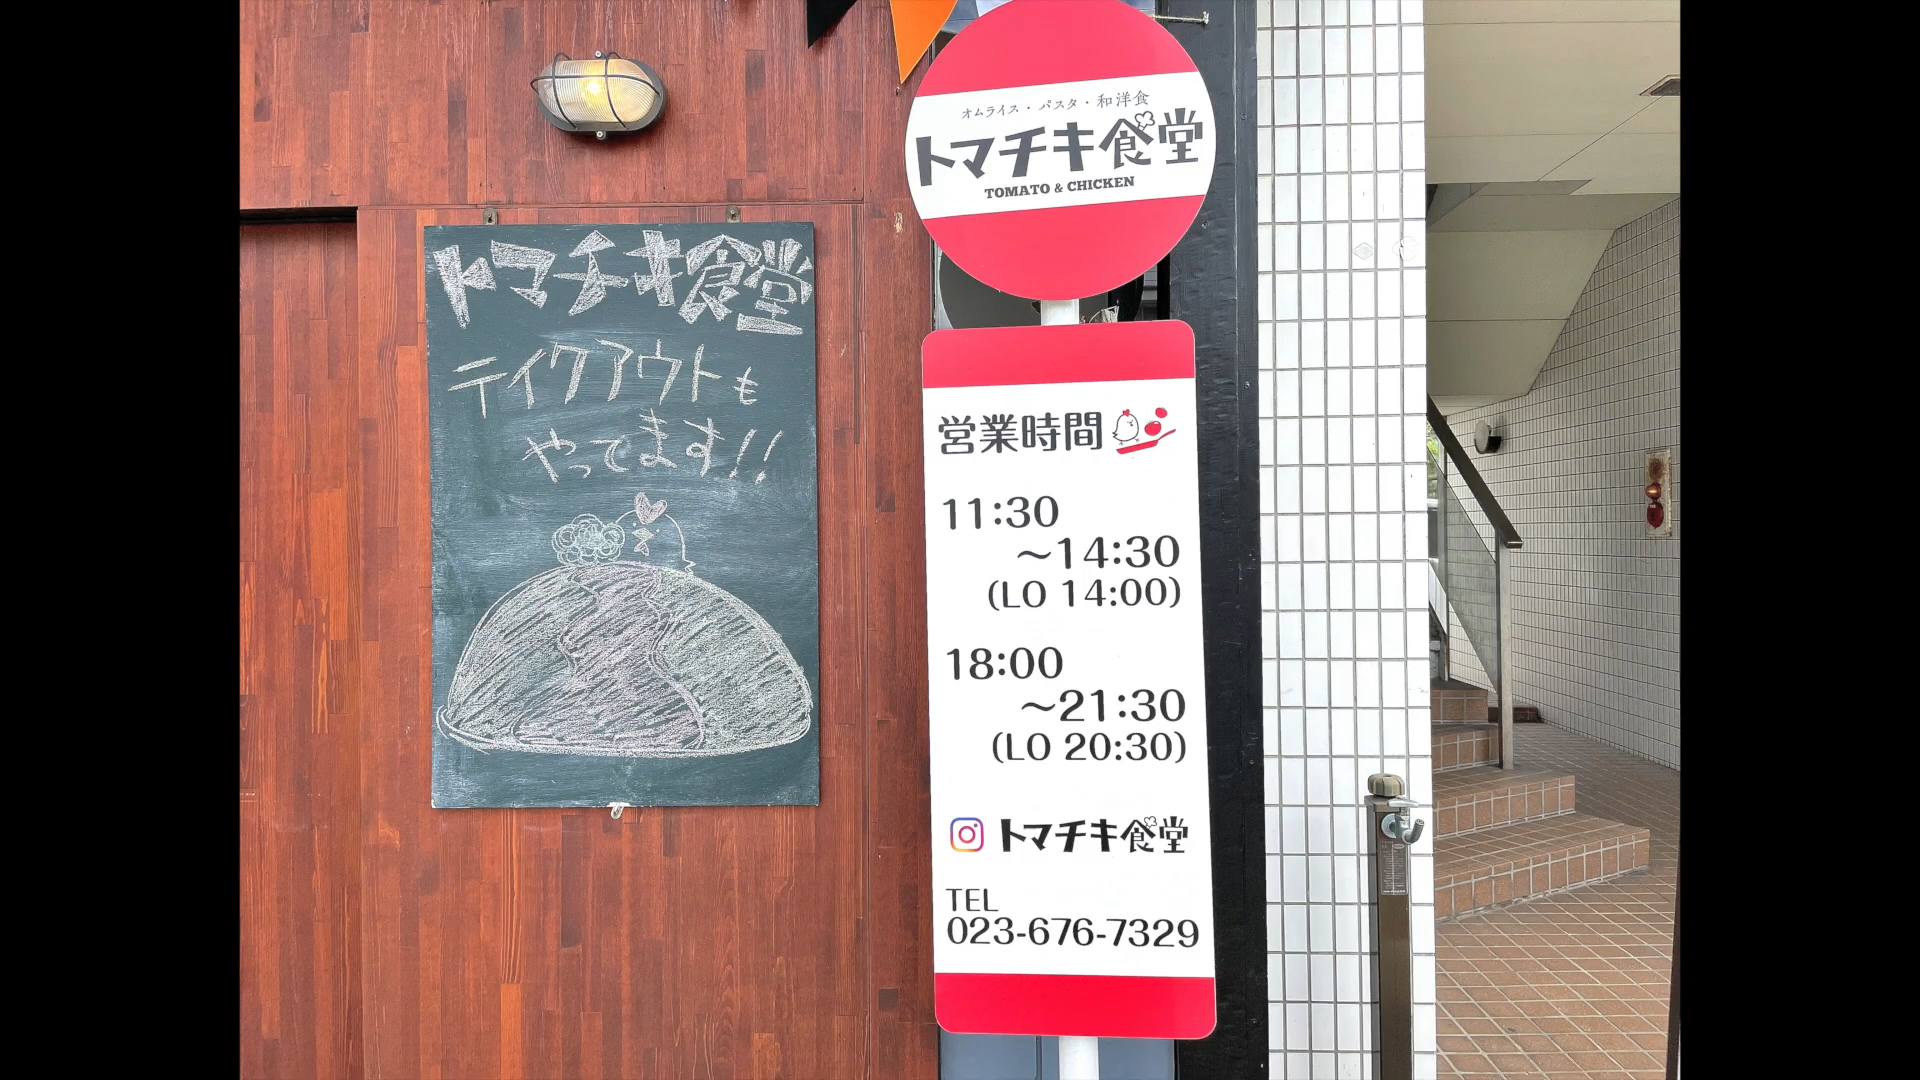 トマチキ食堂
テイクアウトも
やってます!!
オムライス・パスタ・和洋食
トマチキ食堂
TOMATO & CHICKEN
営業時間
11:30
～14:30
(LO 14:00)
18:00
～21:30
(LO 20:30)
トマチキ食堂
TEL
023-676-7329